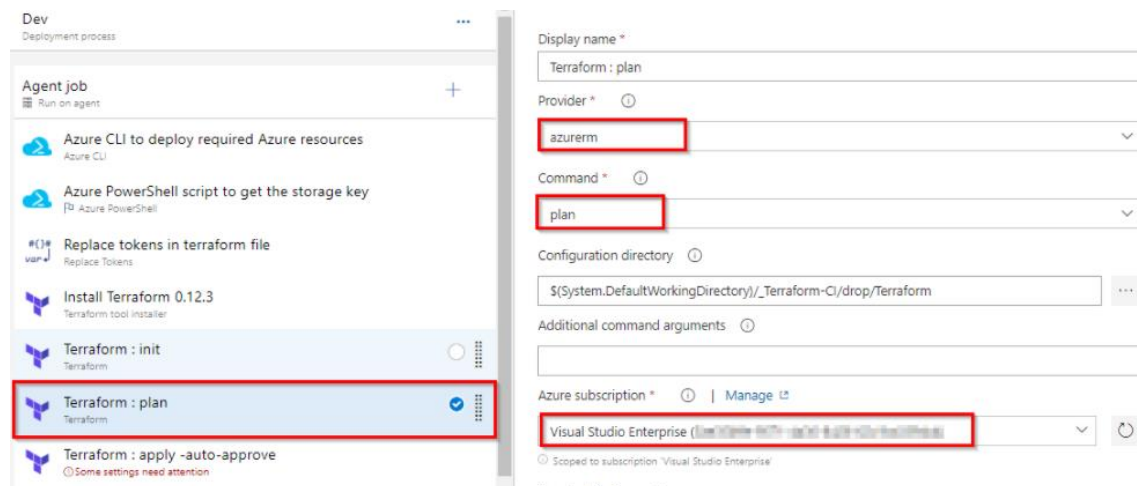 Dev
Deployment process
Agent job
Run on agent
Azure CLI to deploy required Azure resources
Azure CLI
Azure PowerShell script to get the storage key
Azure PowerShell
#{}#
var
Replace tokens in terraform file
Replace Tokens
Install Terraform 0.12.3
Terraform tool installer
Terraform : init
Terraform
Terraform : plan
Terraform
Terraform : apply -auto-approve
Some settings need attention
Display name *
Terraform : plan
Provider *
azurerm
Command *
plan
Configuration directory
$(System.DefaultWorkingDirectory)/_Terraform-CI/drop/Terraform
Additional command arguments
Azure subscription * | Manage
Visual Studio Enterprise (
Scoped to subscription 'Visual Studio Enterprise'